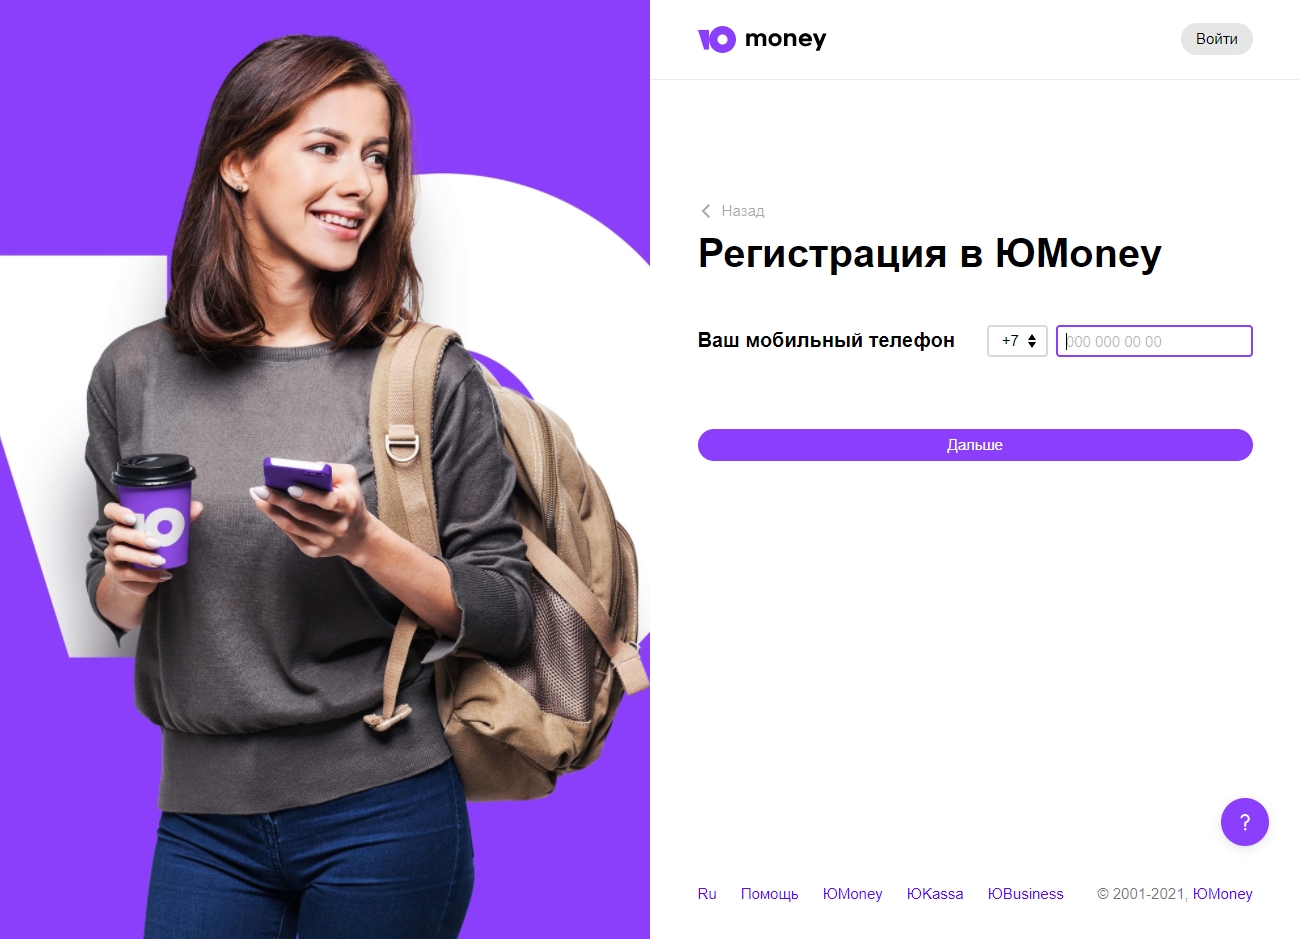 Ю money
Войти
Назад
Регистрация в ЮMoney
Ваш мобильный телефон +7 000 000 00 00
Дальше
Ю
?
Ru Помощь ЮMoney ЮKassa ЮBusiness © 2001-2021, ЮMoney